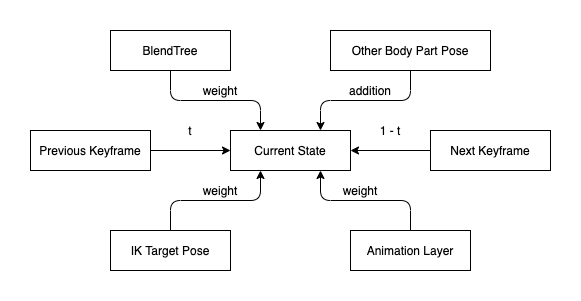 BlendTree
Other Body Part Pose
weight
addition
t
1 - t
Previous Keyframe
Current State
Next Keyframe
weight
weight
IK Target Pose
Animation Layer